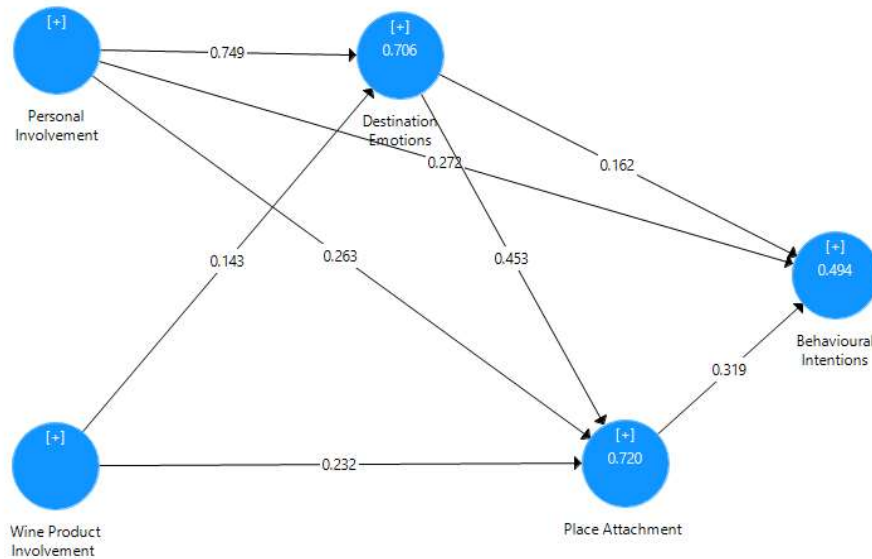 [+]
[+]
0.706
0.749
Personal
Involvement
Destination
Emotions
0.272
0.162
[+]
0.494
0.143
0.263
0.453
Behavioural
Intentions
0.319
[+]
[+]
0.720
0.232
Wine Product
Involvement
Place Attachment